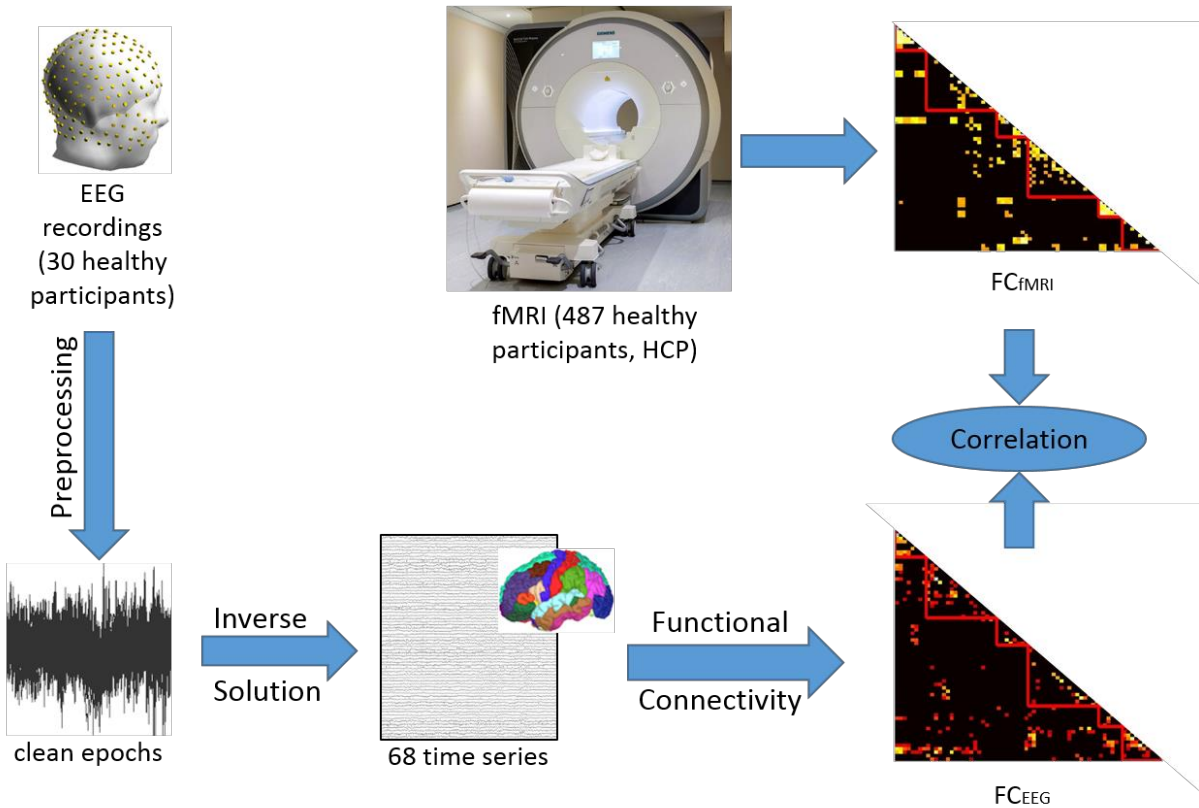 EEG
recordings
(30 healthy
participants)
Preprocessing
clean epochs
Inverse
Solution
68 time series
Functional
Connectivity
SIEMENS
fMRI (487 healthy
participants, HCP)
FCfMRI
Correlation
FCEEG